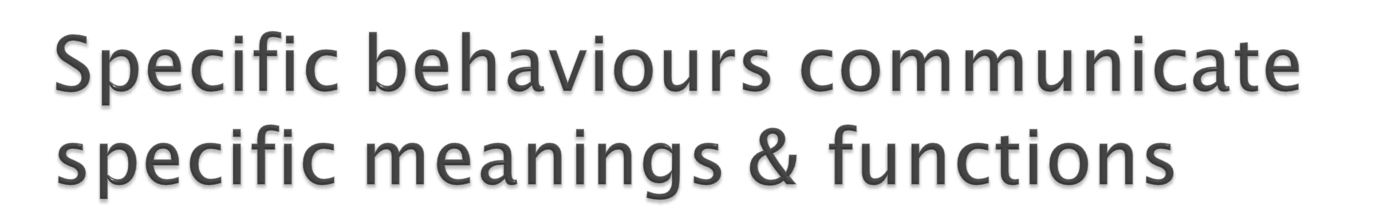 Specific behaviours communicate
specific meanings & functions